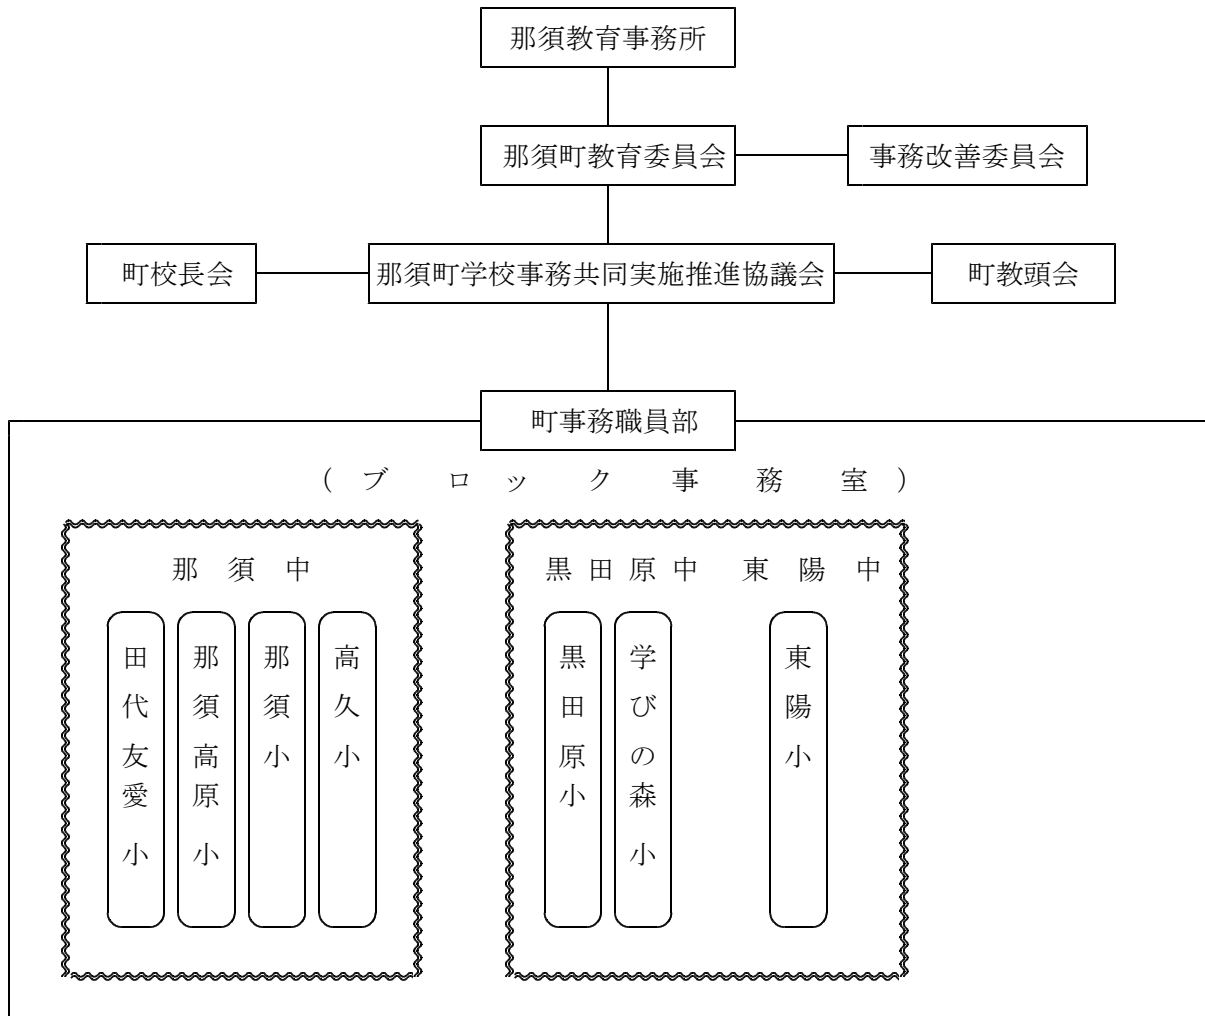 那須教育事務所
那須町教育委員会
事務改善委員会
町校長会
那須町学校事務共同実施推進協議会
町教頭会
町事務職員部
(ブロック事務室)
那須中
田代友愛小
那須高原小
那須小
高久小
黒田原中
東陽中
黒田原小
学びの森小
東陽小